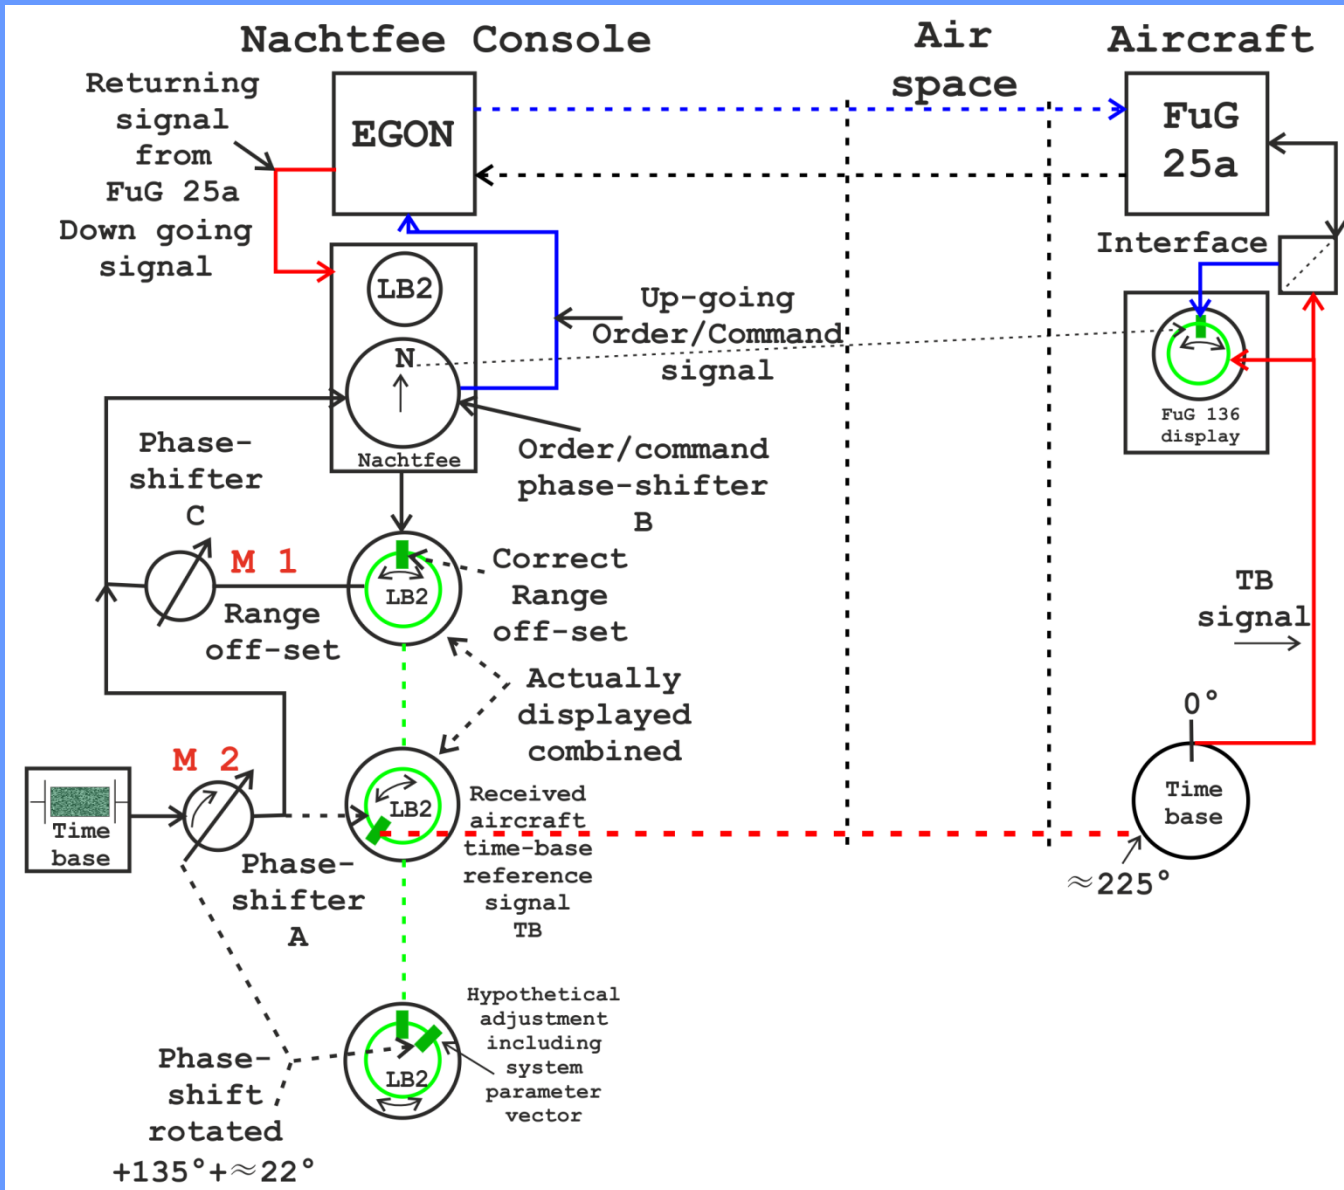 Nachtfee Console
Air
space
Aircraft
Returning
signal
from
FuG 25a
Down going
signal
EGON
FuG
25a
Interface
LB2
N
Nachtfee
Up-going
Order/Command
signal
FuG 136
display
Order/command
phase-shifter
B
Phase-
shifter
C
M 1
Range
off-set
LB2
Correct
Range
off-set
TB
signal
Actually
displayed
combined
0°
Time
base
≈225°
M 2
Time
base
Phase-
shifter
A
LB2
Received
aircraft
time-base
reference
signal
TB
Hypothetical
adjustment
including
system
parameter
vector
LB2
Phase-
shift
rotated
+135°+≈22°